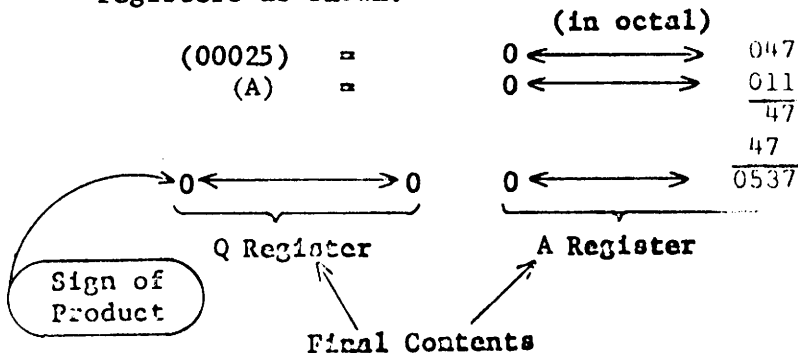 registers as shown:
(in octal)
(00025) = 0 047
(A) = 0 011
47
47
0 0 0 0537
Q Register A Register
Sign of
Product
Final Contents